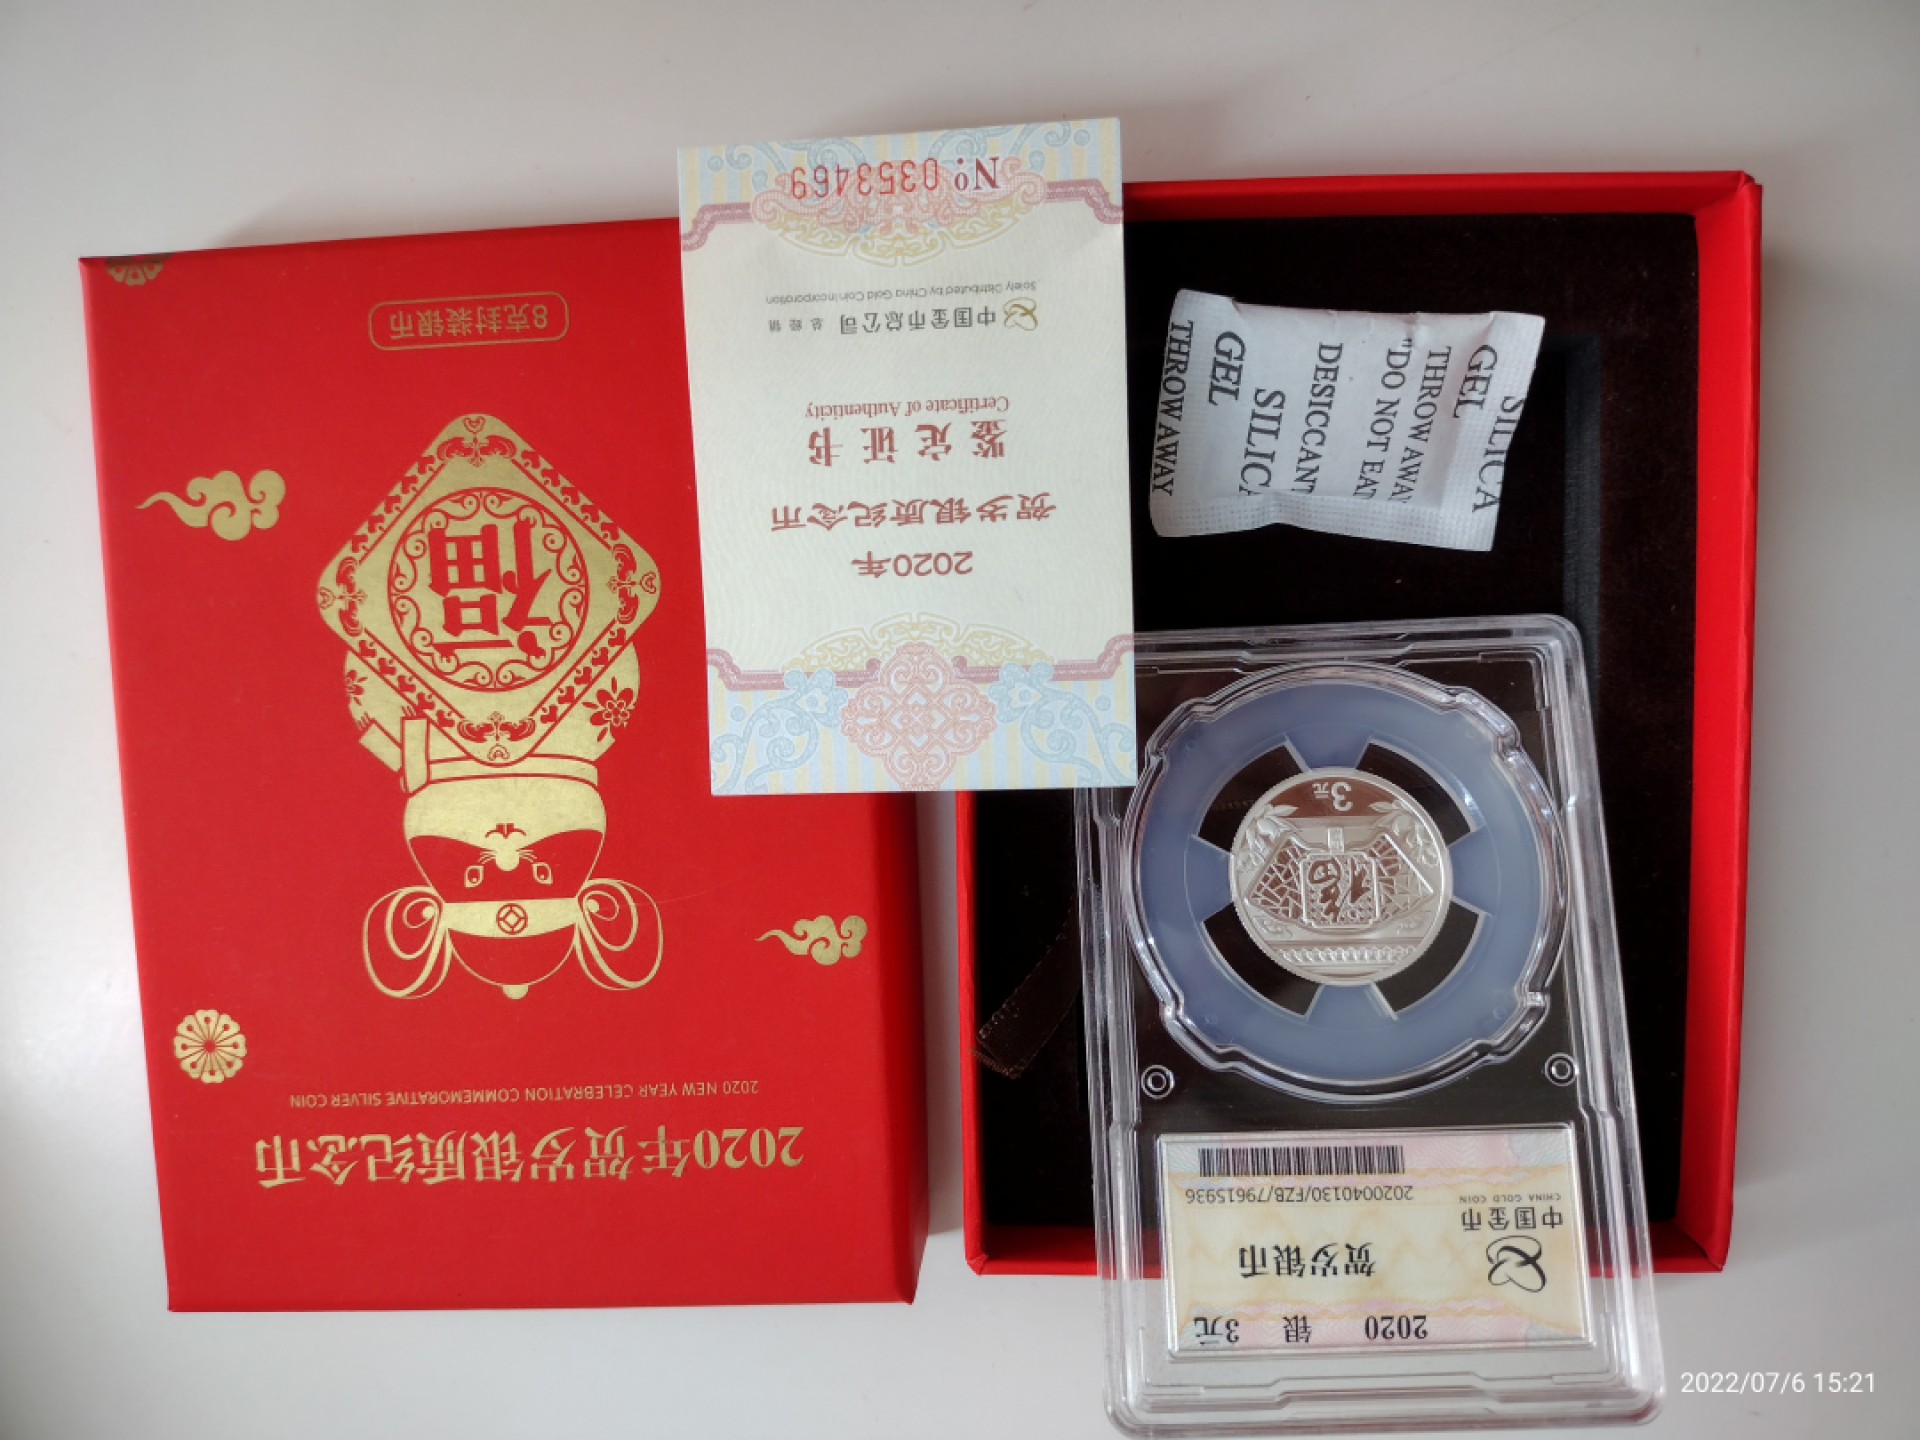 2020年贺岁银质纪念币
2020 NEW YEAR CELEBRATION COMMEMORATIVE SILVER COIN
福
8克封装银币
2020年
贺岁银质纪念币
鉴定证书
Certificate of Authenticity
中国金币总公司 总经销
Solely Distributed by China Gold Coin Incorporation
No. 0353469
SILICA
GEL
THROW AWAY
"DO NOT EAT
DESICCANT
SILICA
GEL
THROW AWAY
2020 银 3元
贺岁银币
中国金币
CHINA GOLD COIN
2020040130/FZB/79615936
福
3元
2022/07/6 15:21